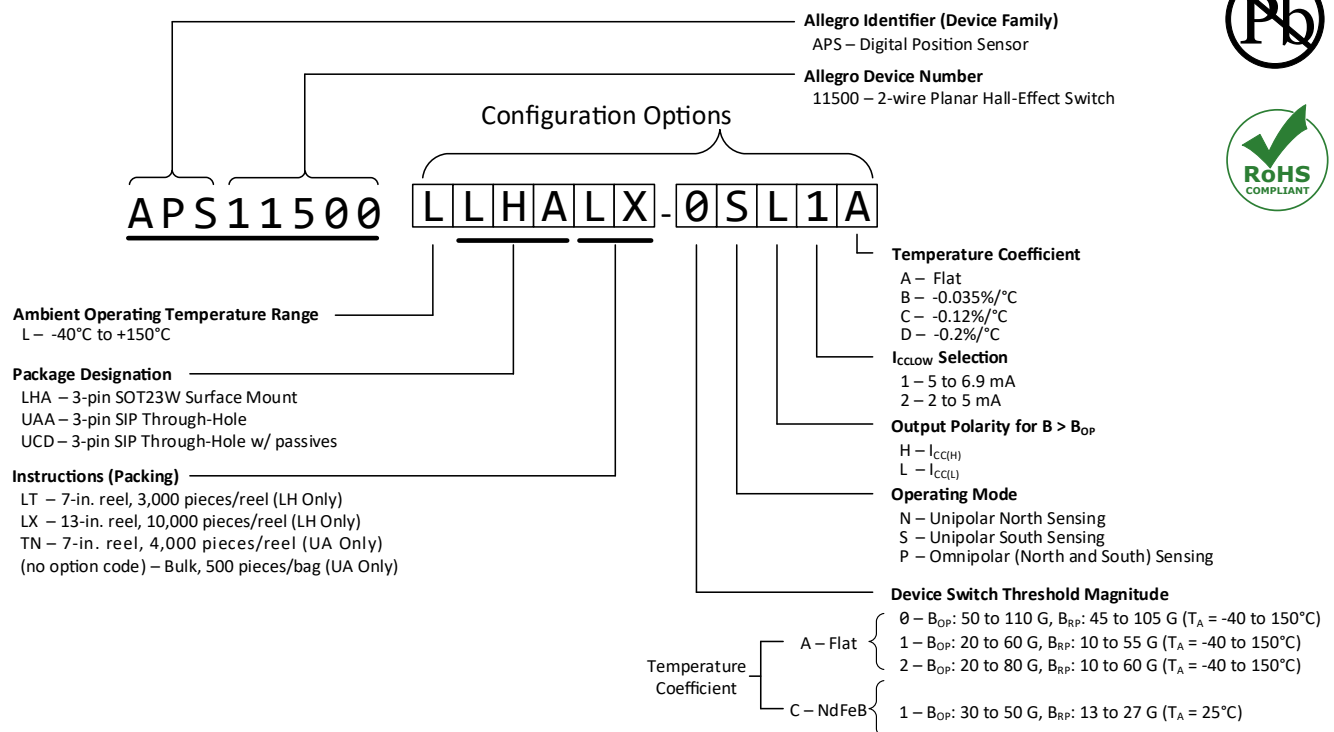 Allegro Identifier (Device Family)
APS – Digital Position Sensor
Pb
Allegro Device Number
11500 – 2-wire Planar Hall-Effect Switch
Configuration Options
RoHS
COMPLIANT
APS11500 LLHALX-0SL1A
Temperature Coefficient
A – Flat
B – -0.035%/°C
C – -0.12%/°C
D – -0.2%/°C
Ambient Operating Temperature Range
L – -40°C to +150°C
ICCLOW Selection
1 – 5 to 6.9 mA
2 – 2 to 5 mA
Package Designation
LHA – 3-pin SOT23W Surface Mount
UAA – 3-pin SIP Through-Hole
UCD – 3-pin SIP Through-Hole w/ passives
Output Polarity for B > BOP
H – ICC(H)
L – ICC(L)
Instructions (Packing)
LT – 7-in. reel, 3,000 pieces/reel (LH Only)
LX – 13-in. reel, 10,000 pieces/reel (LH Only)
TN – 7-in. reel, 4,000 pieces/reel (UA Only)
(no option code) – Bulk, 500 pieces/bag (UA Only)
Operating Mode
N – Unipolar North Sensing
S – Unipolar South Sensing
P – Omnipolar (North and South) Sensing
Device Switch Threshold Magnitude
Temperature
Coefficient
A – Flat
0 – BOP: 50 to 110 G, BRP: 45 to 105 G (TA = -40 to 150°C)
1 – BOP: 20 to 60 G, BRP: 10 to 55 G (TA = -40 to 150°C)
2 – BOP: 20 to 80 G, BRP: 10 to 60 G (TA = -40 to 150°C)
C – NdFeB
1 – BOP: 30 to 50 G, BRP: 13 to 27 G (TA = 25°C)